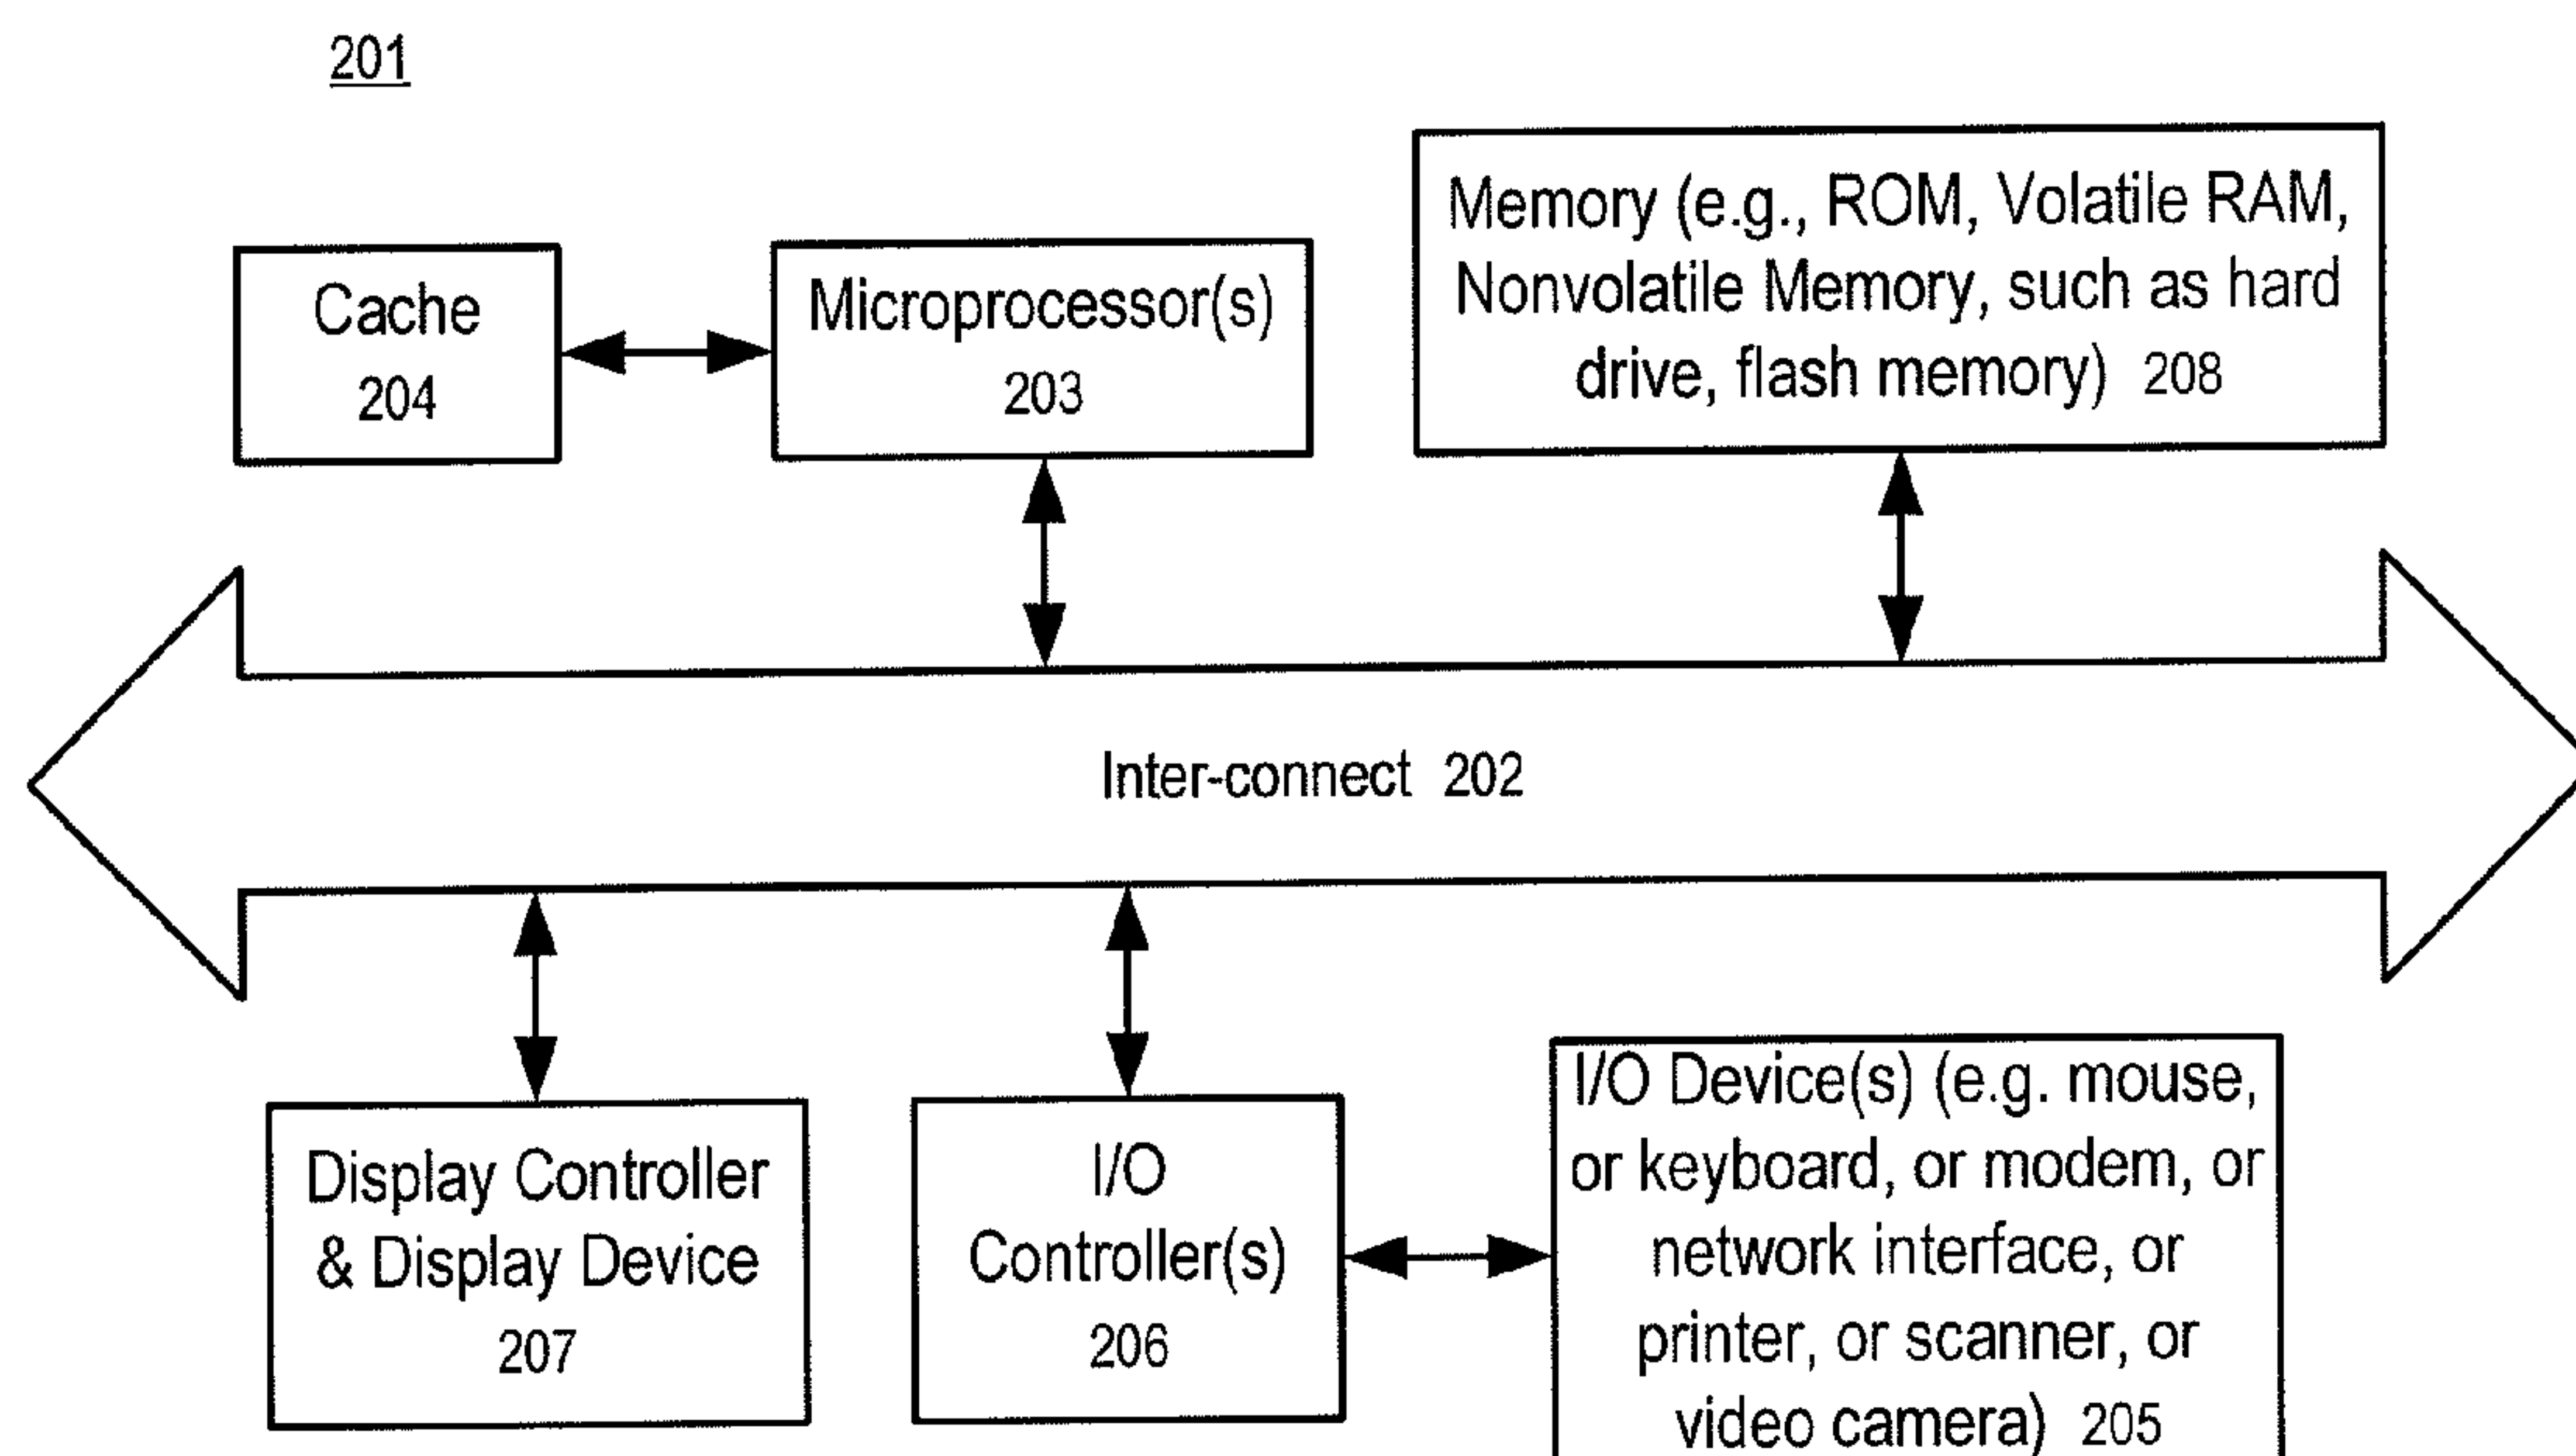 201
Cache
204
Microprocessor(s)
203
Memory (e.g., ROM, Volatile RAM,
Nonvolatile Memory, such as hard
drive, flash memory) 208
Inter-connect 202
Display Controller
& Display Device
207
I/O
Controller(s)
206
I/O Device(s) (e.g. mouse,
or keyboard, or modem, or
network interface, or
printer, or scanner, or
video camera) 205